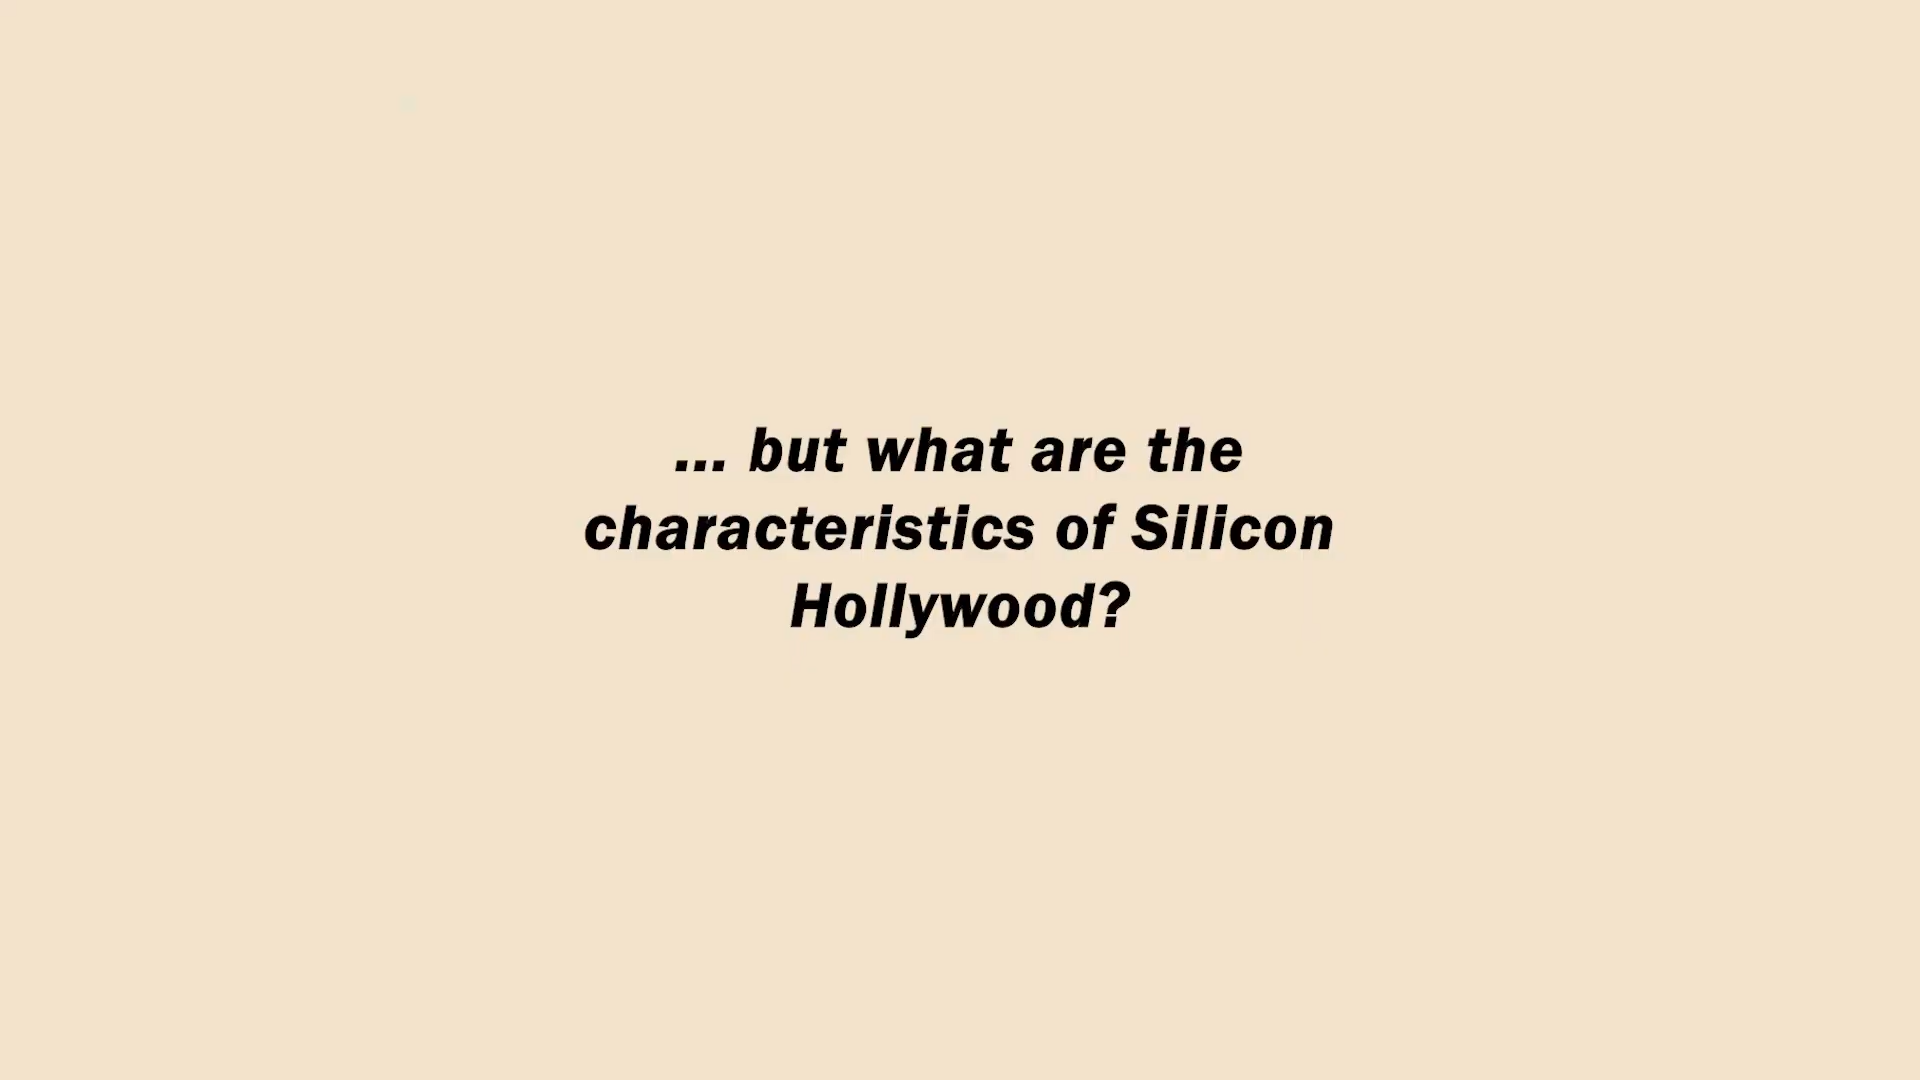 ... but what are the
characteristics of Silicon
Hollywood?